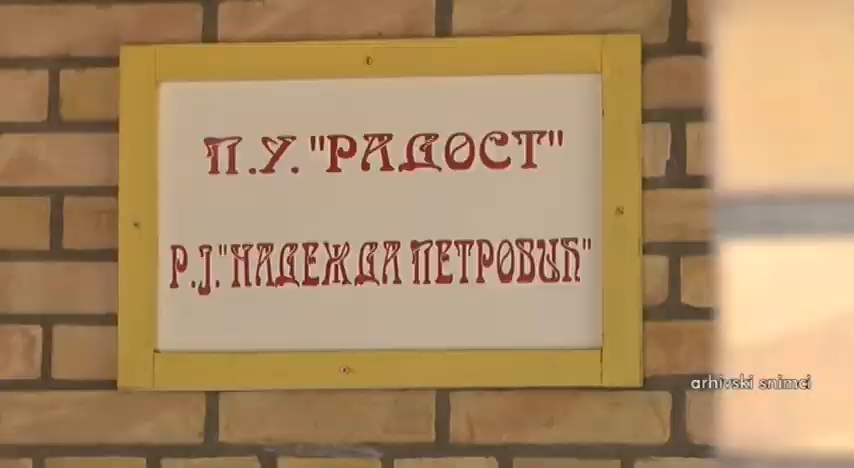 П.У. "РАДОСТ"
Р.Ј. "НАДЕЖДА ПЕТРОВИЋ"
arhivski snimci